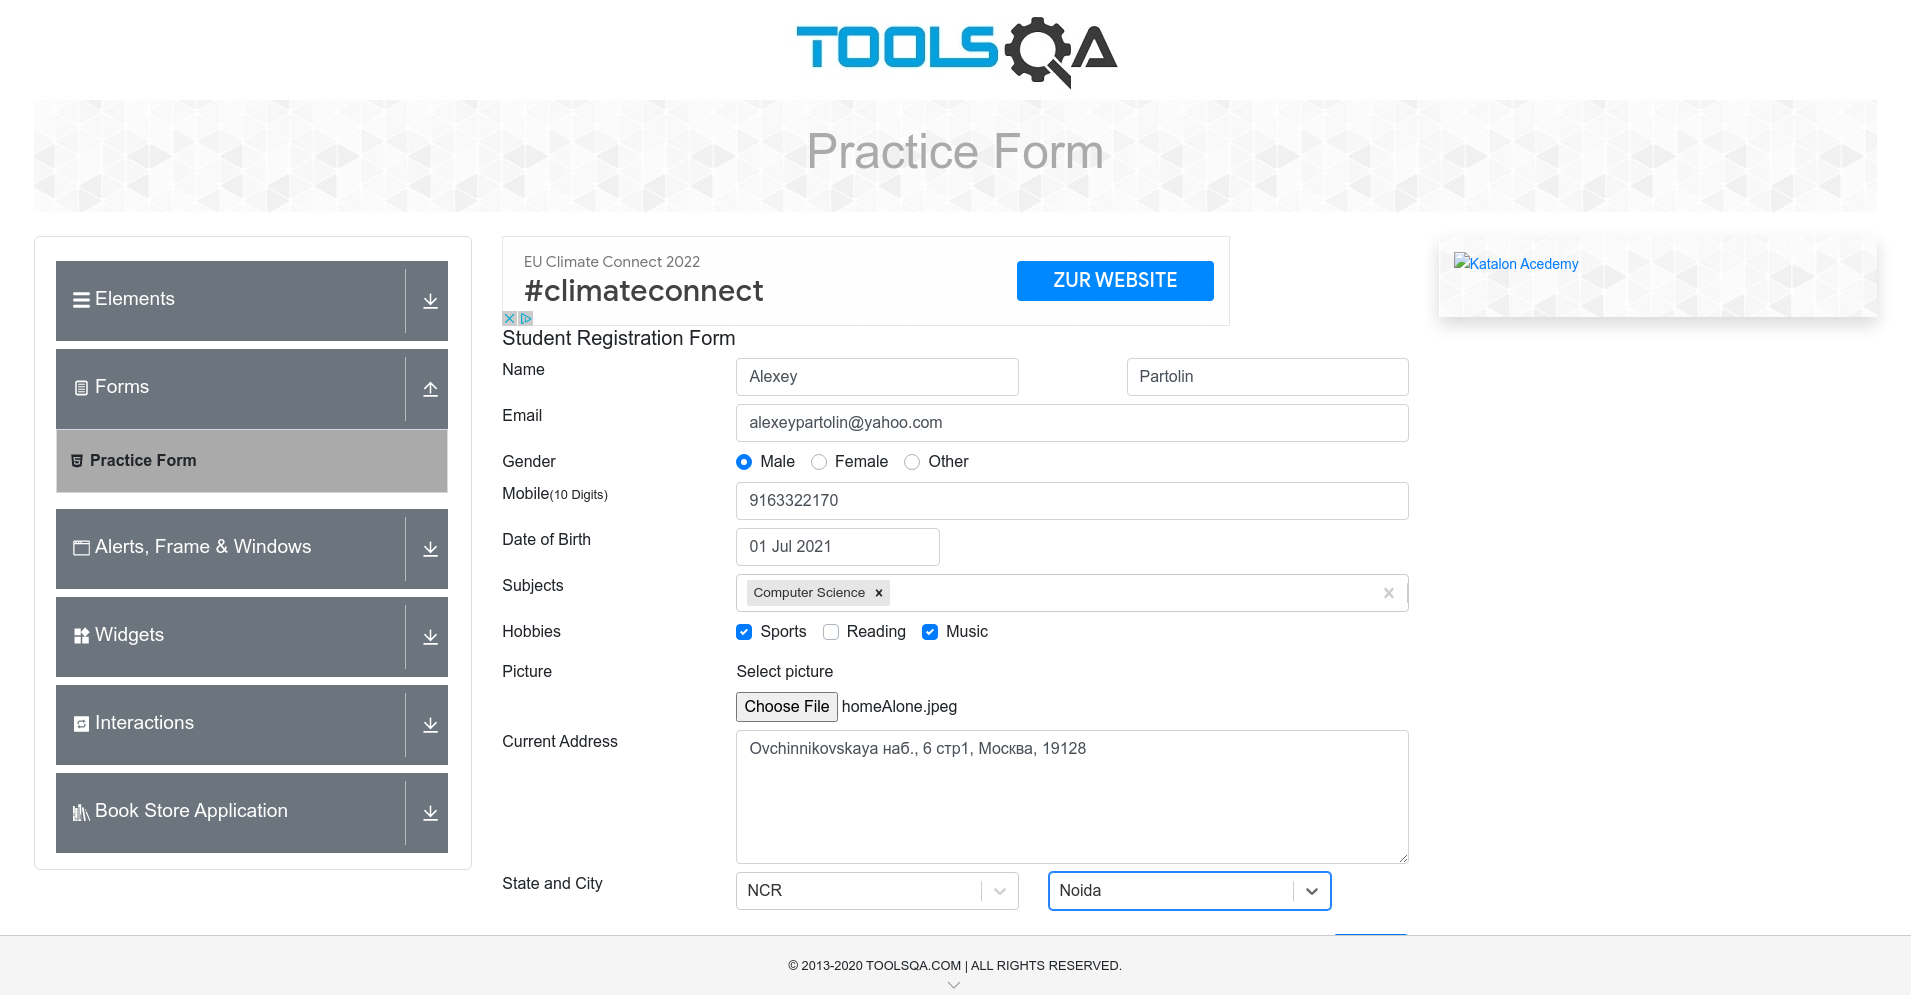 TOOLSQA
Practice Form
Elements
Forms
Practice Form
Alerts, Frame & Windows
Widgets
Interactions
Book Store Application
EU Climate Connect 2022
#climateconnect
ZUR WEBSITE
Student Registration Form
Name Alexey Partolin
Email alexeypartolin@yahoo.com
Gender Male Female Other
Mobile(10 Digits) 9163322170
Date of Birth 01 Jul 2021
Subjects Computer Science
Hobbies Sports Reading Music
Picture Select picture
Choose File homeAlone.jpeg
Current Address Ovchinnikovskaya наб., 6 стр1, Москва, 19128
State and City NCR Noida
Katalon Acedemy
© 2013-2020 TOOLSQA.COM | ALL RIGHTS RESERVED.